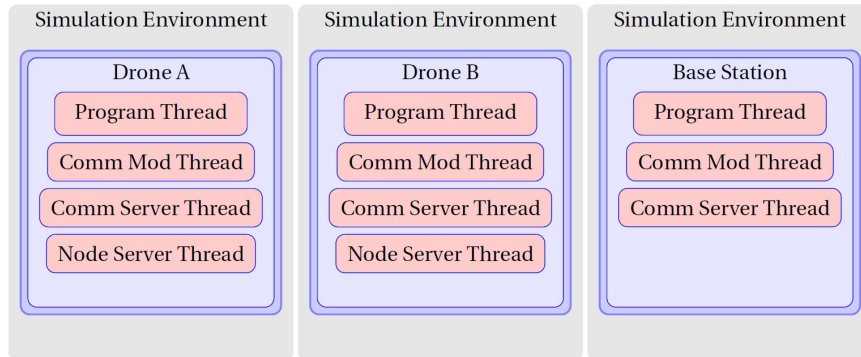 Simulation Environment
Drone A
Program Thread
Comm Mod Thread
Comm Server Thread
Node Server Thread
Simulation Environment
Drone B
Program Thread
Comm Mod Thread
Comm Server Thread
Node Server Thread
Simulation Environment
Base Station
Program Thread
Comm Mod Thread
Comm Server Thread